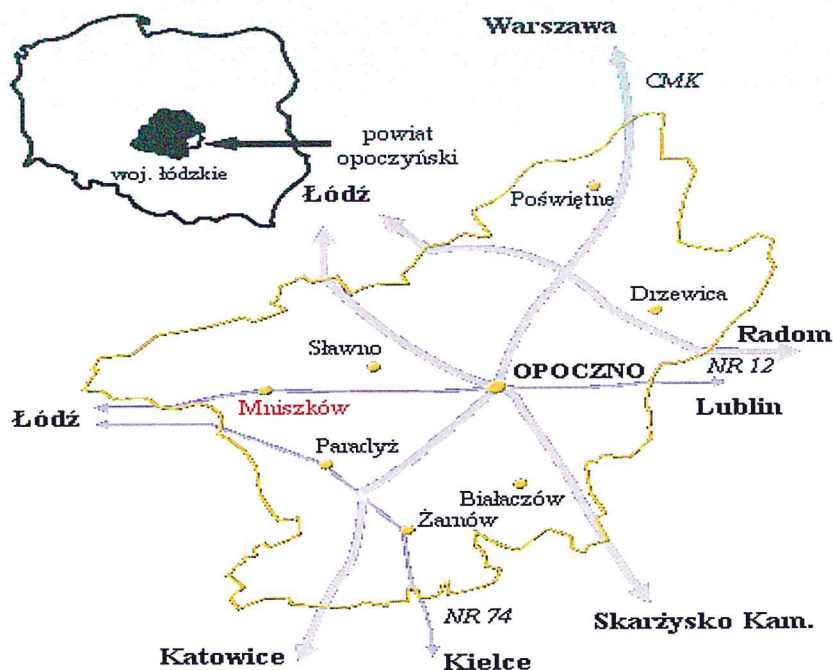 Warszawa
CMK
powiat
opoczyński
woj. łódzkie
Łódź
Poświętne
Drzewica
Radom
Sławno
OPOCZNO
NR 12
Mniszków
Lublin
Łódź
Paradyż
Białaczów
Żarnów
NR 74
Skarżysko Kam.
Katowice
Kielce